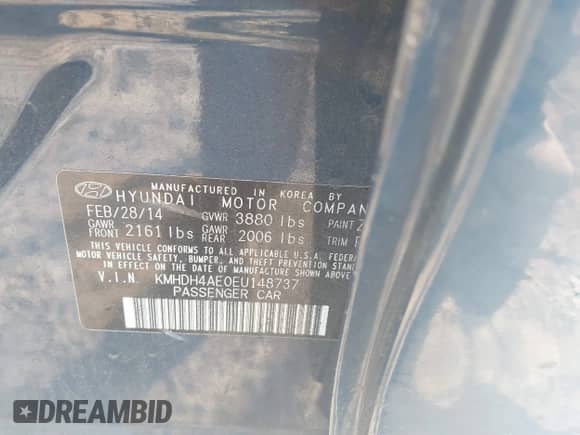 MANUFACTURED IN KOREA BY
HYUNDAI MOTOR COMPAN
FEB/28/14 GVWR 3880 lbs PAINT
GAWR FRONT 2161 lbs GAWR REAR 2006 lbs TRIM
THIS VEHICLE CONFORMS TO ALL APPLICABLE U.S.A. FEDERA
MOTOR VEHICLE SAFETY, BUMPER, AND THEFT PREVENTION STAN
IN EFFECT ON THE DATE OF MANUFACTURE SHOWN ABOVE
V.I.N. KMHDH4AE0EU148737
PASSENGER CAR
DREAMBID